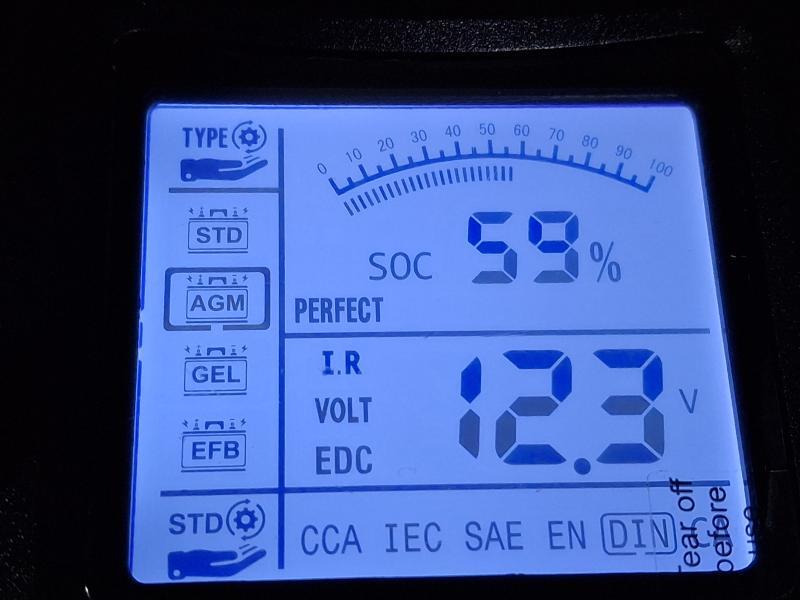 TYPE
0 10 20 30 40 50 60 70 80 90 100
STD
AGM
GEL
EFB
SOC 59%
PERFECT
I.R
VOLT
EDC
12.3 V
STD
CCA IEC SAE EN DIN
Tear off
before
use